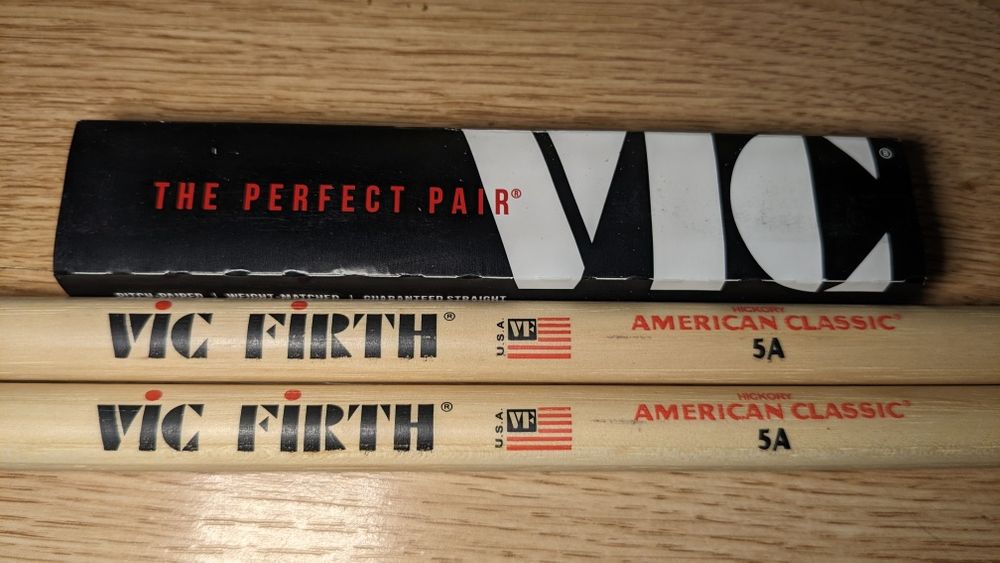 THE PERFECT PAIR®
VIC®
PITCH-PAIRED | WEIGHT-MATCHED | GUARANTEED STRAIGHT
VIC FIRTH®
U.S.A.
VF
HICKORY
AMERICAN CLASSIC®
5A
VIC FIRTH®
U.S.A.
VF
HICKORY
AMERICAN CLASSIC®
5A